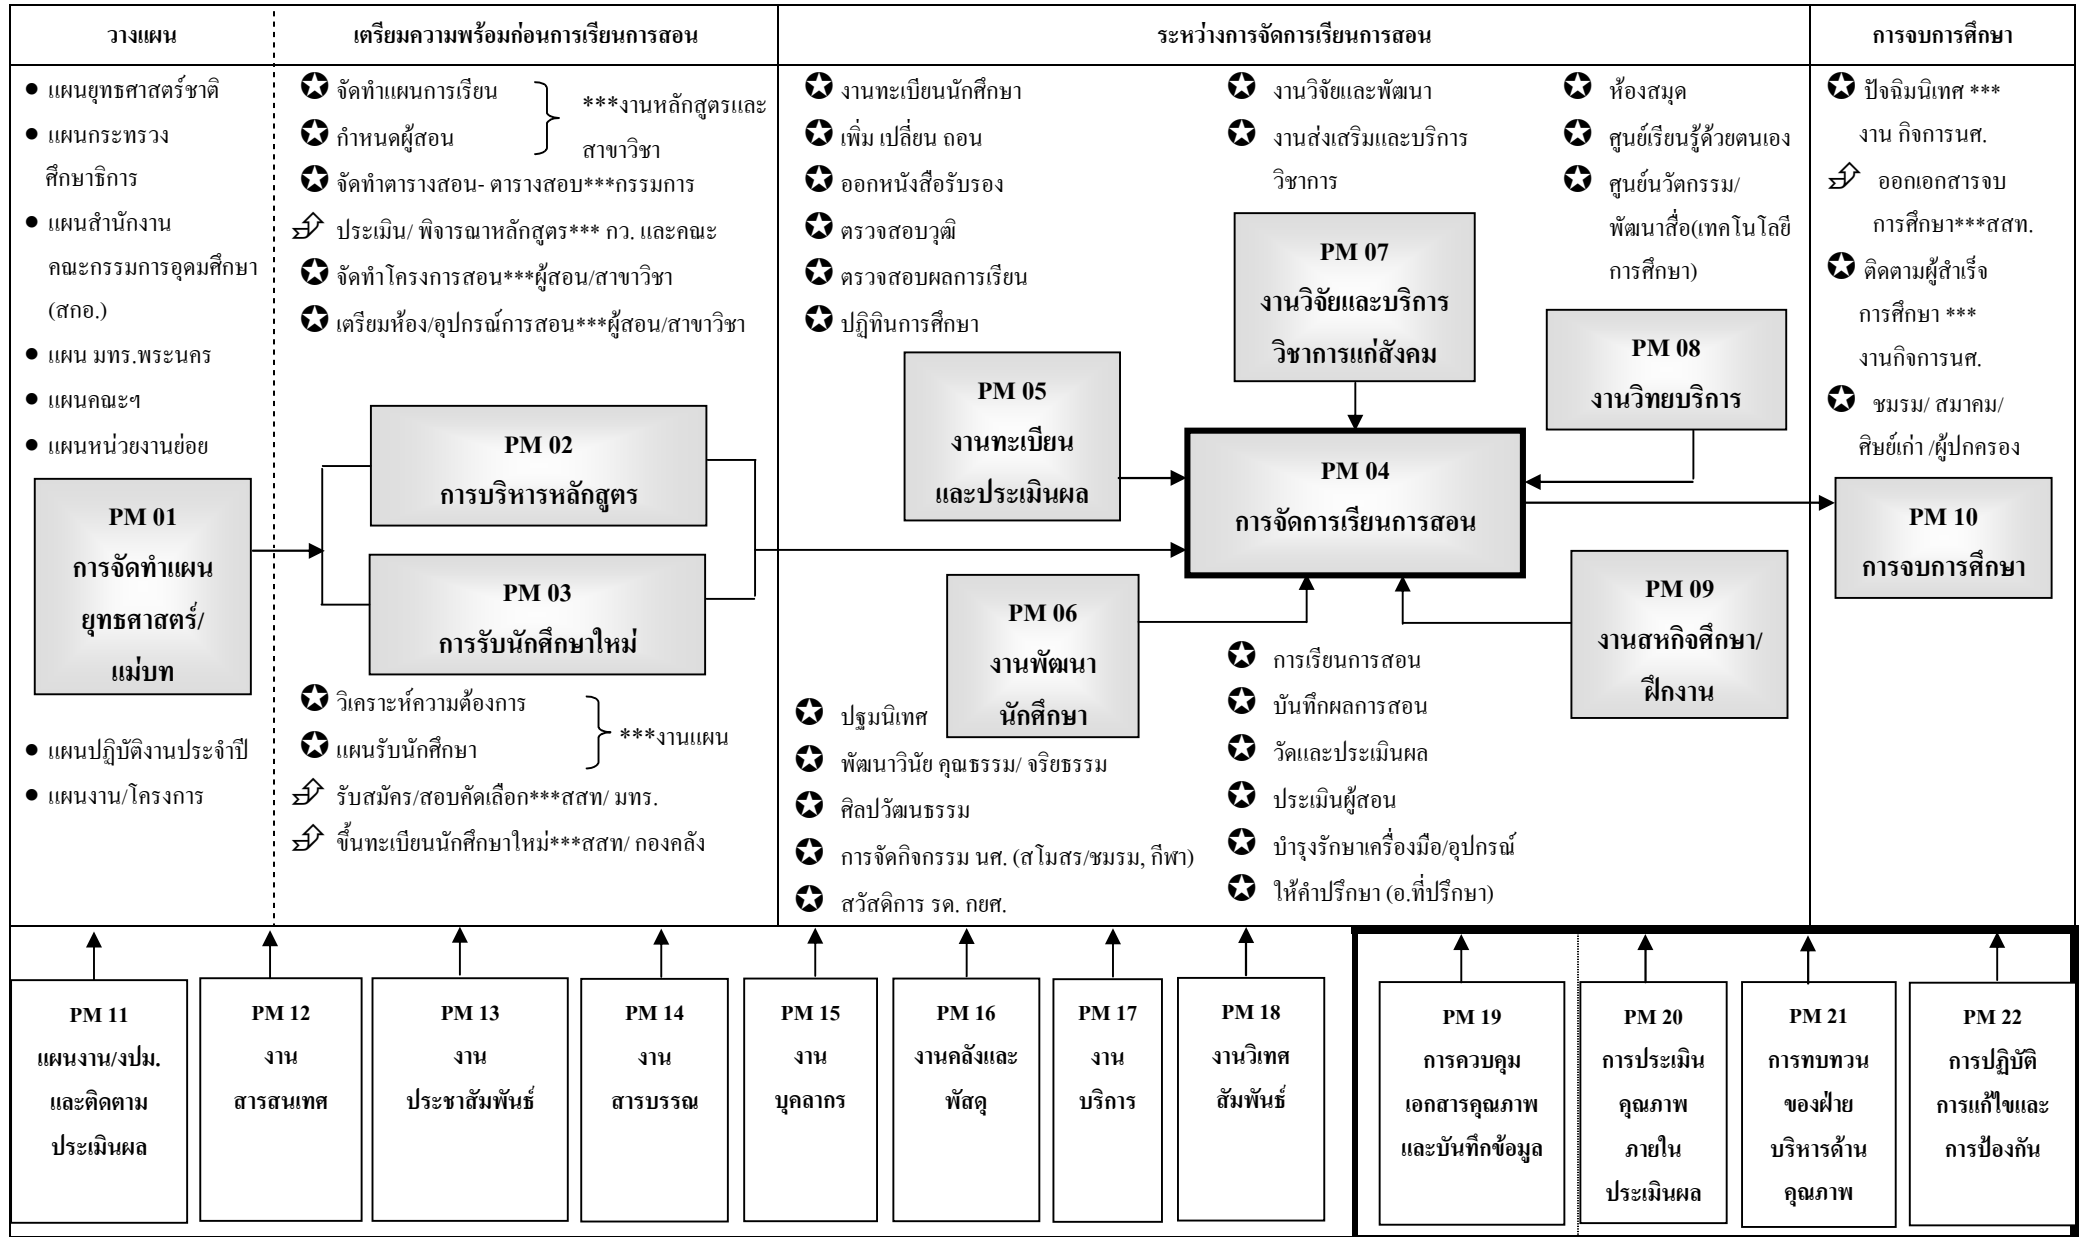 วางแผน
เตรียมความพร้อมก่อนการเรียนการสอน
ระหว่างการจัดการเรียนการสอน
การจบการศึกษา
แผนยุทธศาสตร์ชาติ
แผนกระทรวง
ศึกษาธิการ
แผนสำนักงาน
คณะกรรมการอุดมศึกษา
(สกอ.)
แผน มทร.พระนคร
แผนคณะฯ
แผนหน่วยงานย่อย
PM 01
การจัดทำแผน
ยุทธศาสตร์/
แม่บท
แผนปฏิบัติงานประจำปี
แผนงาน/โครงการ
จัดทำแผนการเรียน
กำหนดผู้สอน
***งานหลักสูตรและ
สาขาวิชา
จัดทำตารางสอน- ตารางสอบ***กรรมการ
ประเมิน/ พิจารณาหลักสูตร*** กว. และคณะ
จัดทำโครงการสอน***ผู้สอน/สาขาวิชา
เตรียมห้อง/อุปกรณ์การสอน***ผู้สอน/สาขาวิชา
PM 02
การบริหารหลักสูตร
PM 03
การรับนักศึกษาใหม่
วิเคราะห์ความต้องการ
แผนรับนักศึกษา
***งานแผน
รับสมัคร/สอบคัดเลือก***สสท/ มทร.
ขึ้นทะเบียนนักศึกษาใหม่***สสท/ กองคลัง
งานทะเบียนนักศึกษา
เพิ่ม เปลี่ยน ถอน
ออกหนังสือรับรอง
ตรวจสอบวุฒิ
ตรวจสอบผลการเรียน
ปฏิทินการศึกษา
PM 05
งานทะเบียน
และประเมินผล
งานวิจัยและพัฒนา
งานส่งเสริมและบริการ
วิชาการ
PM 07
งานวิจัยและบริการ
วิชาการแก่สังคม
ห้องสมุด
ศูนย์เรียนรู้ด้วยตนเอง
ศูนย์นวัตกรรม/
พัฒนาสื่อ(เทคโนโลยี
การศึกษา)
PM 08
งานวิทยบริการ
PM 04
การจัดการเรียนการสอน
PM 06
งานพัฒนา
นักศึกษา
PM 09
งานสหกิจศึกษา/
ฝึกงาน
ปฐมนิเทศ
พัฒนาวินัย คุณธรรม/ จริยธรรม
ศิลปวัฒนธรรม
การจัดกิจกรรม นศ. (สโมสร/ชมรม, กีฬา)
สวัสดิการ รด. กยศ.
การเรียนการสอน
บันทึกผลการสอน
วัดและประเมินผล
ประเมินผู้สอน
บำรุงรักษาเครื่องมือ/อุปกรณ์
ให้คำปรึกษา (อ.ที่ปรึกษา)
ปัจฉิมนิเทศ ***
งาน กิจการนศ.
ออกเอกสารจบ
การศึกษา***สสท.
ติดตามผู้สำเร็จ
การศึกษา ***
งานกิจการนศ.
ชมรม/ สมาคม/
ศิษย์เก่า /ผู้ปกครอง
PM 10
การจบการศึกษา
PM 11
แผนงาน/งปม.
และติดตาม
ประเมินผล
PM 12
งาน
สารสนเทศ
PM 13
งาน
ประชาสัมพันธ์
PM 14
งาน
สารบรรณ
PM 15
งาน
บุคลากร
PM 16
งานคลังและ
พัสดุ
PM 17
งาน
บริการ
PM 18
งานวิเทศ
สัมพันธ์
PM 19
การควบคุม
เอกสารคุณภาพ
และบันทึกข้อมูล
PM 20
การประเมิน
คุณภาพ
ภายใน
ประเมินผล
PM 21
การทบทวน
ของฝ่าย
บริหารด้าน
คุณภาพ
PM 22
การปฏิบัติ
การแก้ไขและ
การป้องกัน